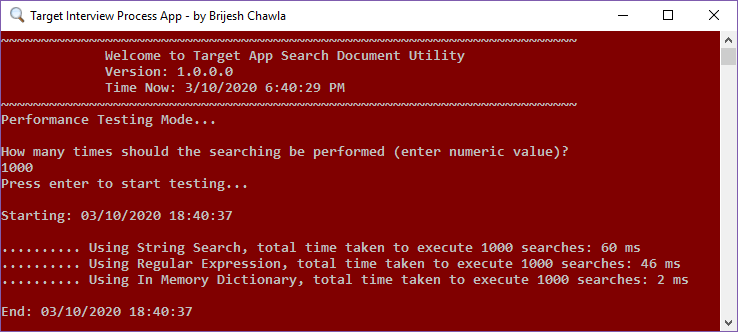 Target Interview Process App - by Brijesh Chawla
~~~~~~~~~~~~~~~~~~~~~~~~~~~~~~~~~~~~~~~~~~~~~~~~~~~~~~~~~~~~~~~~~~~~~~~~
Welcome to Target App Search Document Utility
Version: 1.0.0.0
Time Now: 3/10/2020 6:40:29 PM
~~~~~~~~~~~~~~~~~~~~~~~~~~~~~~~~~~~~~~~~~~~~~~~~~~~~~~~~~~~~~~~~~~~~~~~~
Performance Testing Mode...
How many times should the searching be performed (enter numeric value)?
1000
Press enter to start testing...
Starting: 03/10/2020 18:40:37
.......... Using String Search, total time taken to execute 1000 searches: 60 ms
.......... Using Regular Expression, total time taken to execute 1000 searches: 46 ms
.......... Using In Memory Dictionary, total time taken to execute 1000 searches: 2 ms
End: 03/10/2020 18:40:37